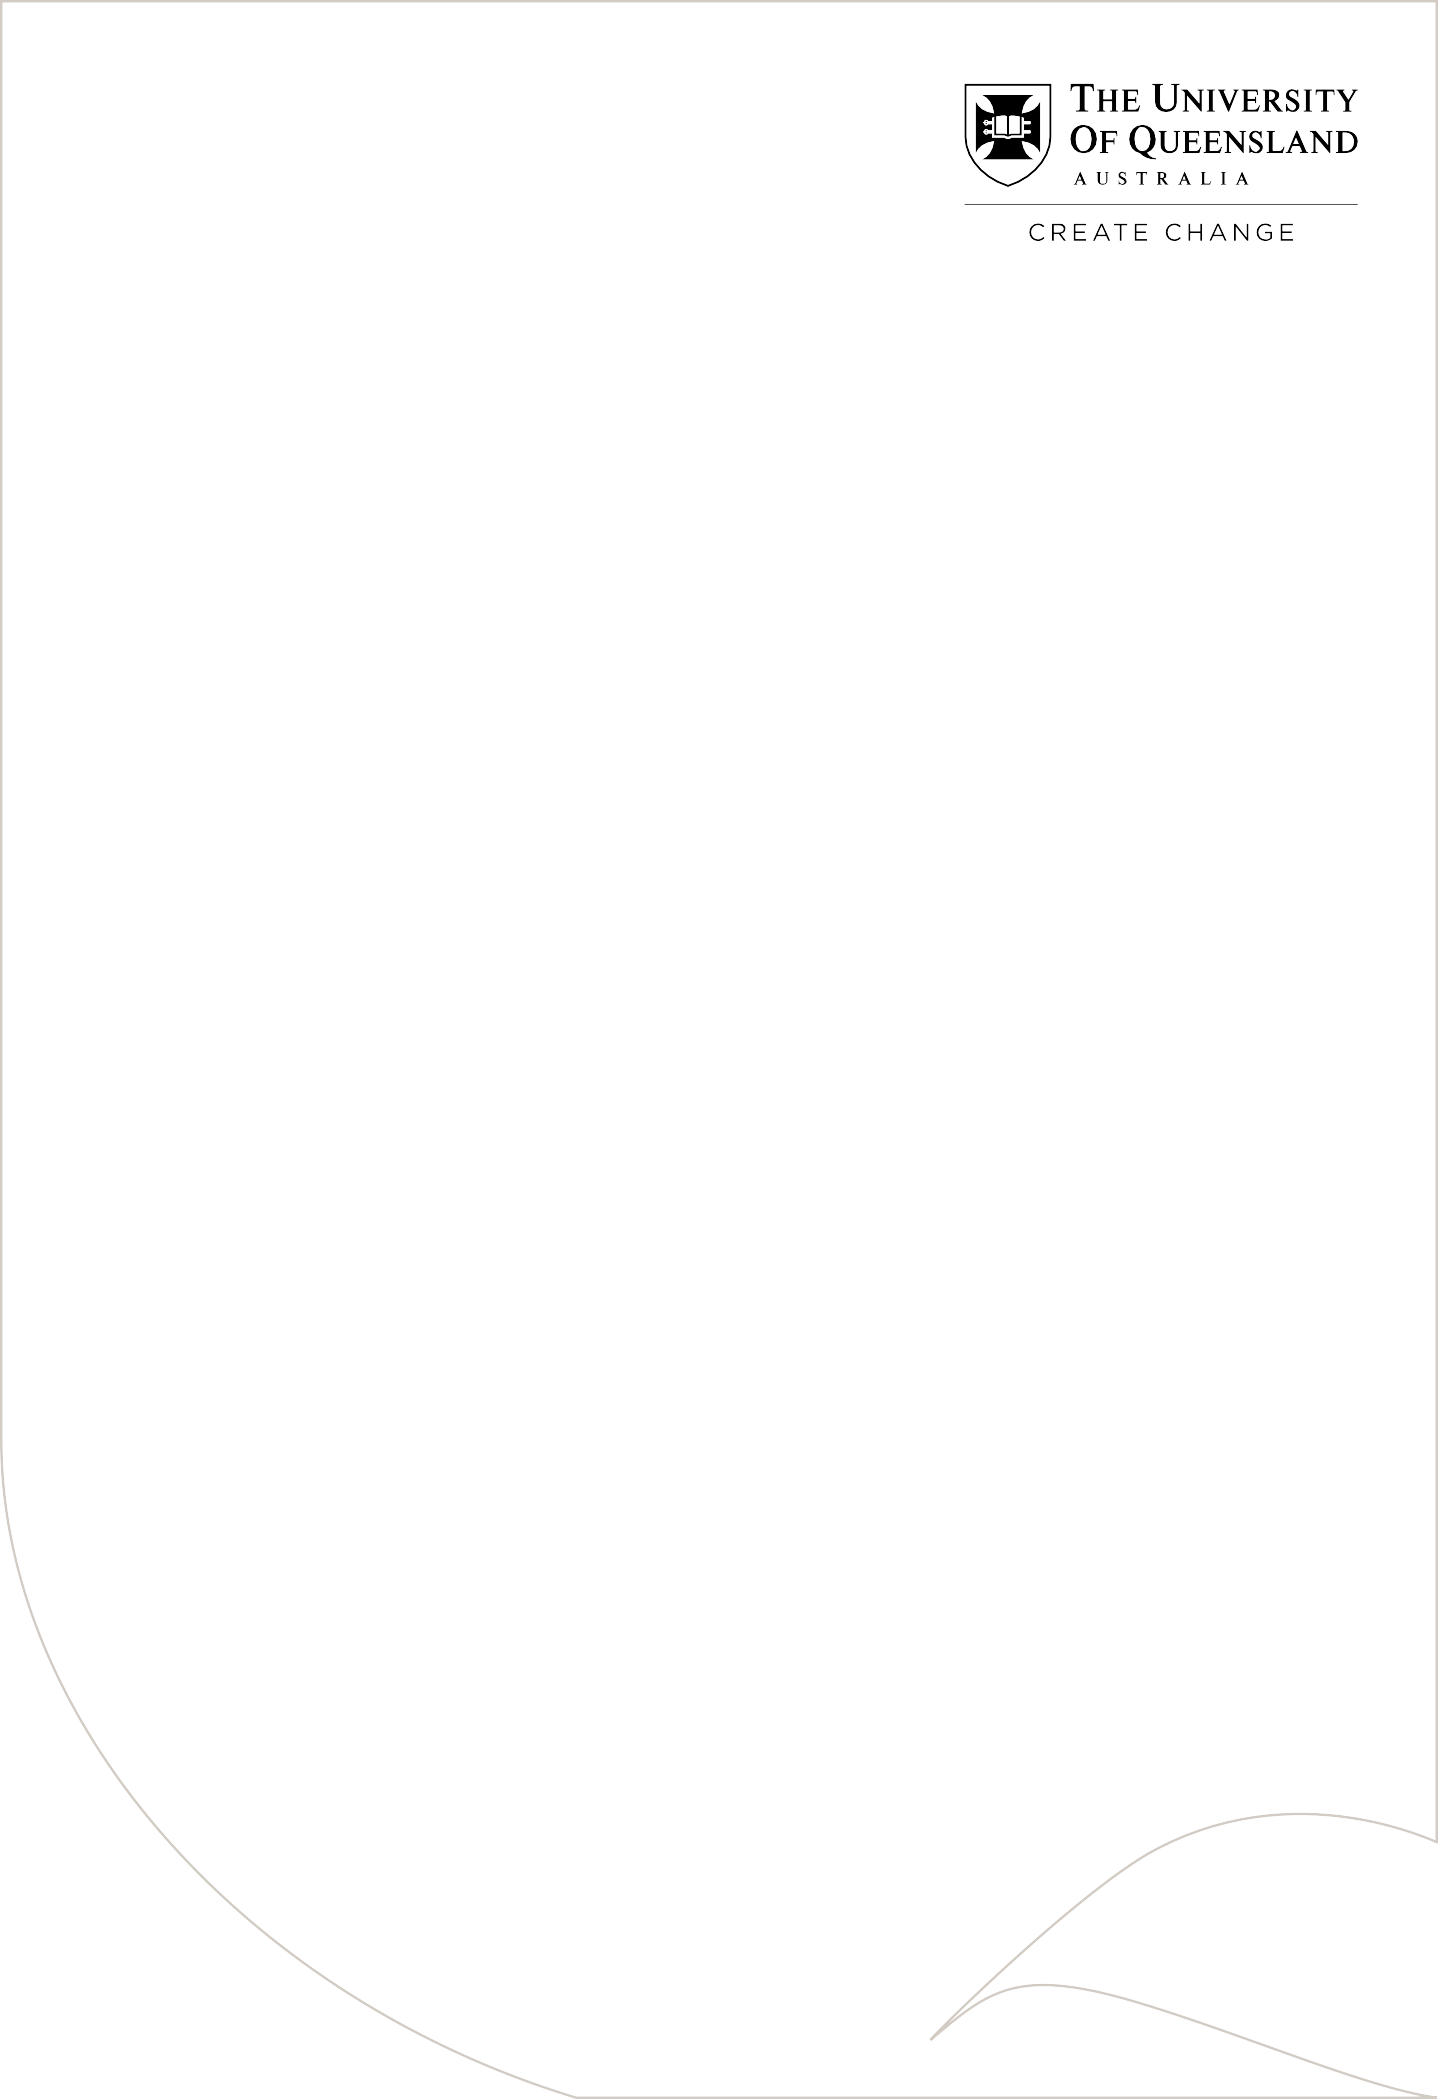 THE UNIVERSITY
OF QUEENSLAND
AUSTRALIA
CREATE CHANGE